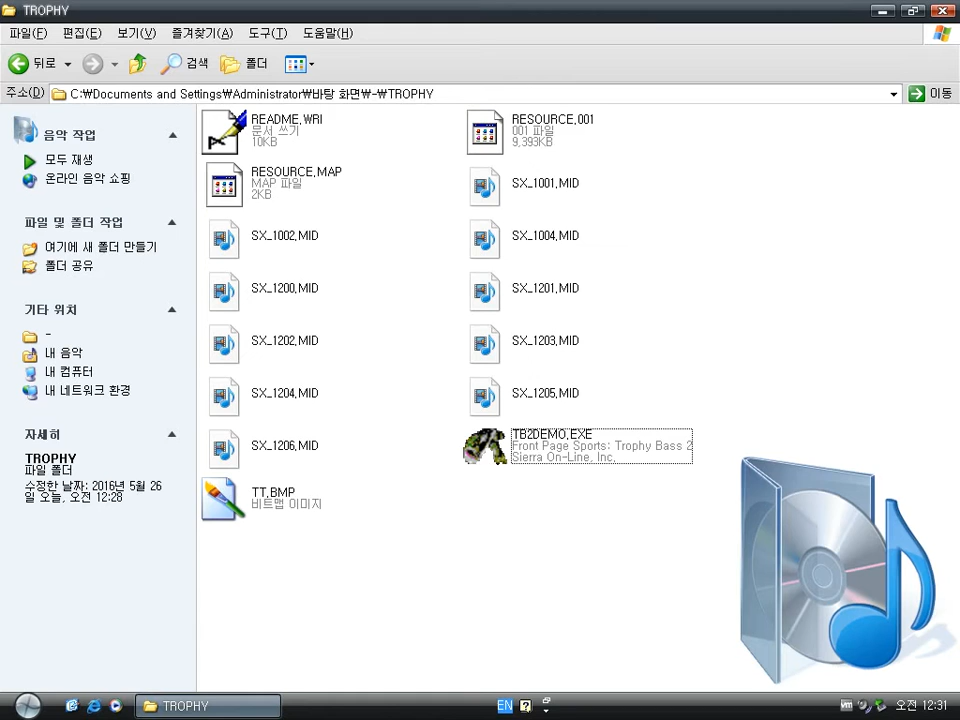 TROPHY
파일(F) 편집(E) 보기(V) 즐겨찾기(A) 도구(T) 도움말(H)
뒤로 검색 폴더
주소(D) C:₩Documents and Settings₩Administrator₩바탕 화면₩-₩TROPHY 이동
음악 작업
모두 재생
온라인 음악 쇼핑
파일 및 폴더 작업
여기에 새 폴더 만들기
폴더 공유
기타 위치
-
내 음악
내 컴퓨터
내 네트워크 환경
자세히
TROPHY
파일 폴더
수정한 날짜: 2016년 5월 26
일 오늘, 오전 12:28
README.WRI
문서 쓰기
10KB
RESOURCE.001
001 파일
9,393KB
RESOURCE.MAP
MAP 파일
2KB
SX_1001.MID
SX_1002.MID
SX_1004.MID
SX_1200.MID
SX_1201.MID
SX_1202.MID
SX_1203.MID
SX_1204.MID
SX_1205.MID
SX_1206.MID
TB2DEMO.EXE
Front Page Sports: Trophy Bass 2
Sierra On-Line, Inc.
TT.BMP
비트맵 이미지
TROPHY
EN
vm
오전 12:31